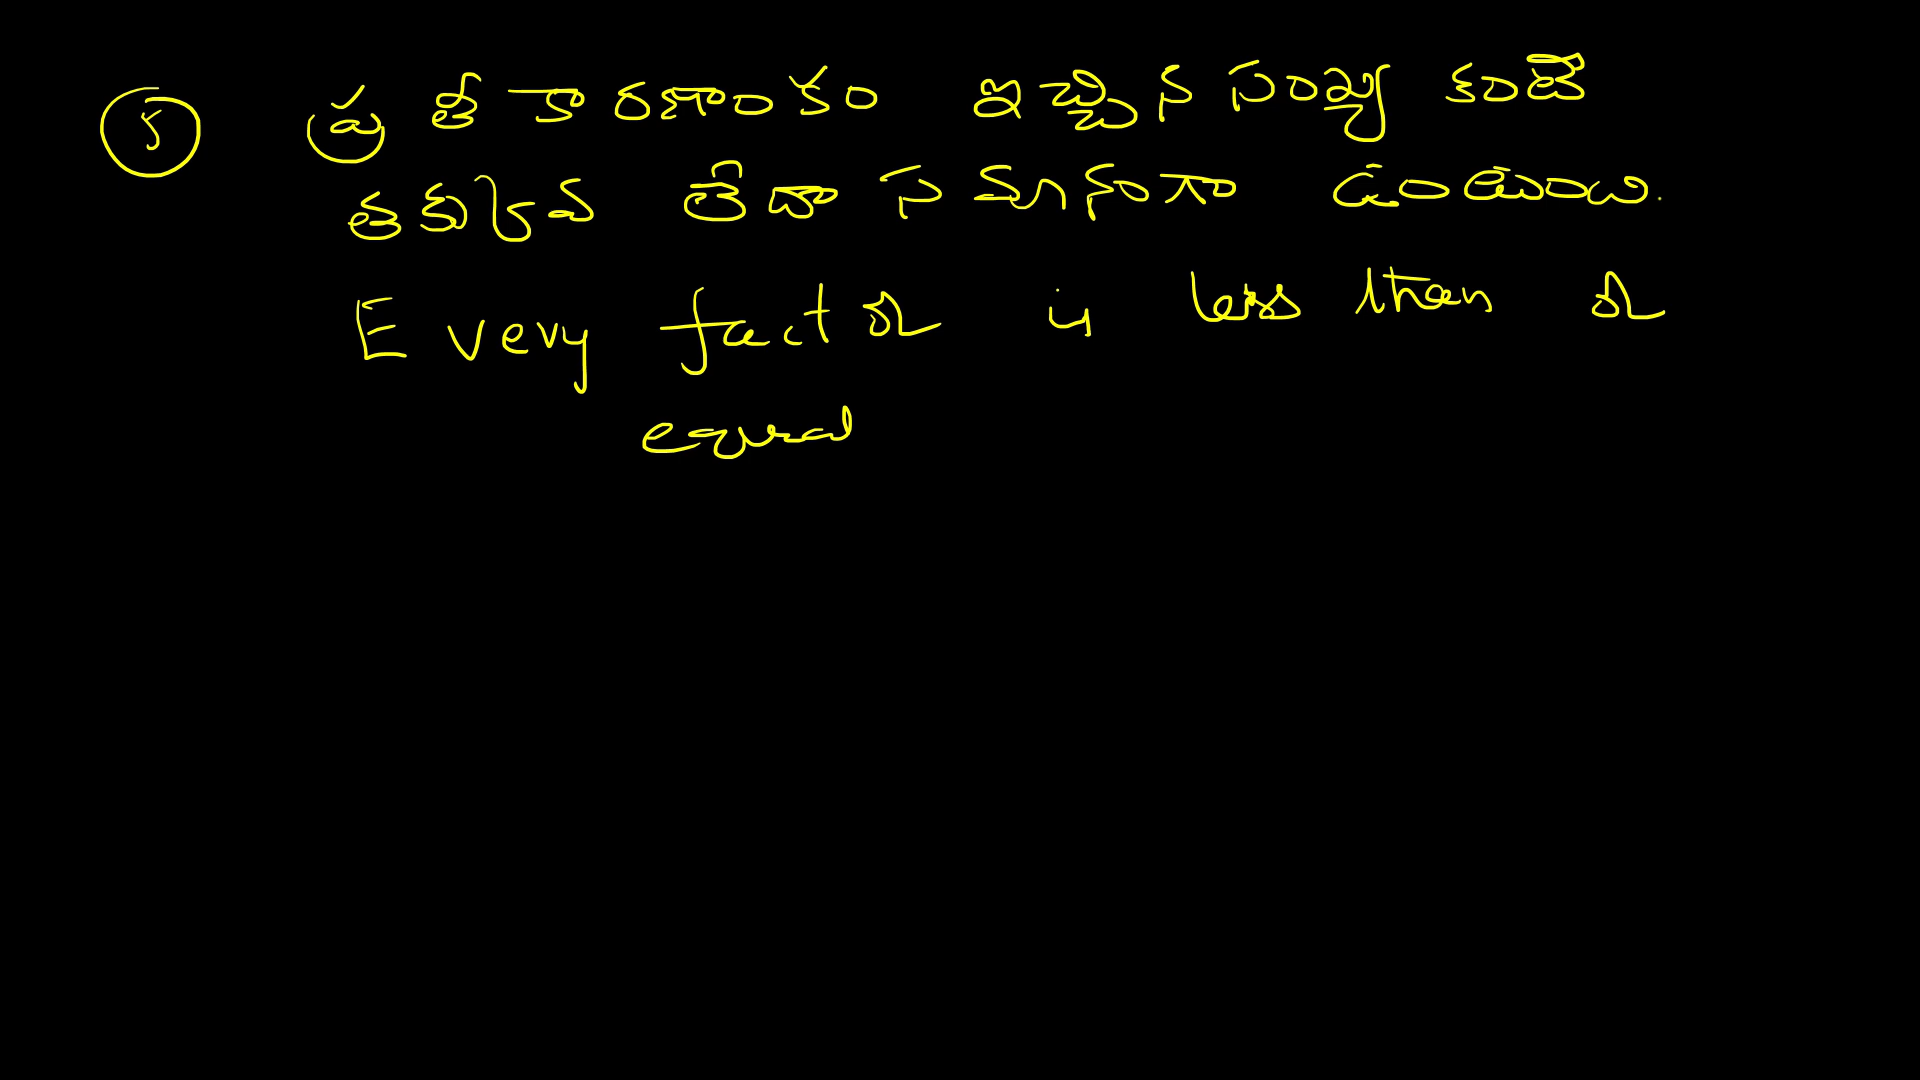 5 ప్రతీ కారణాంకం ఇచ్చిన సంఖ్య కంటే
తక్కువ లేదా సమానంగా ఉంటుంది.
Every factor is less than or
equal